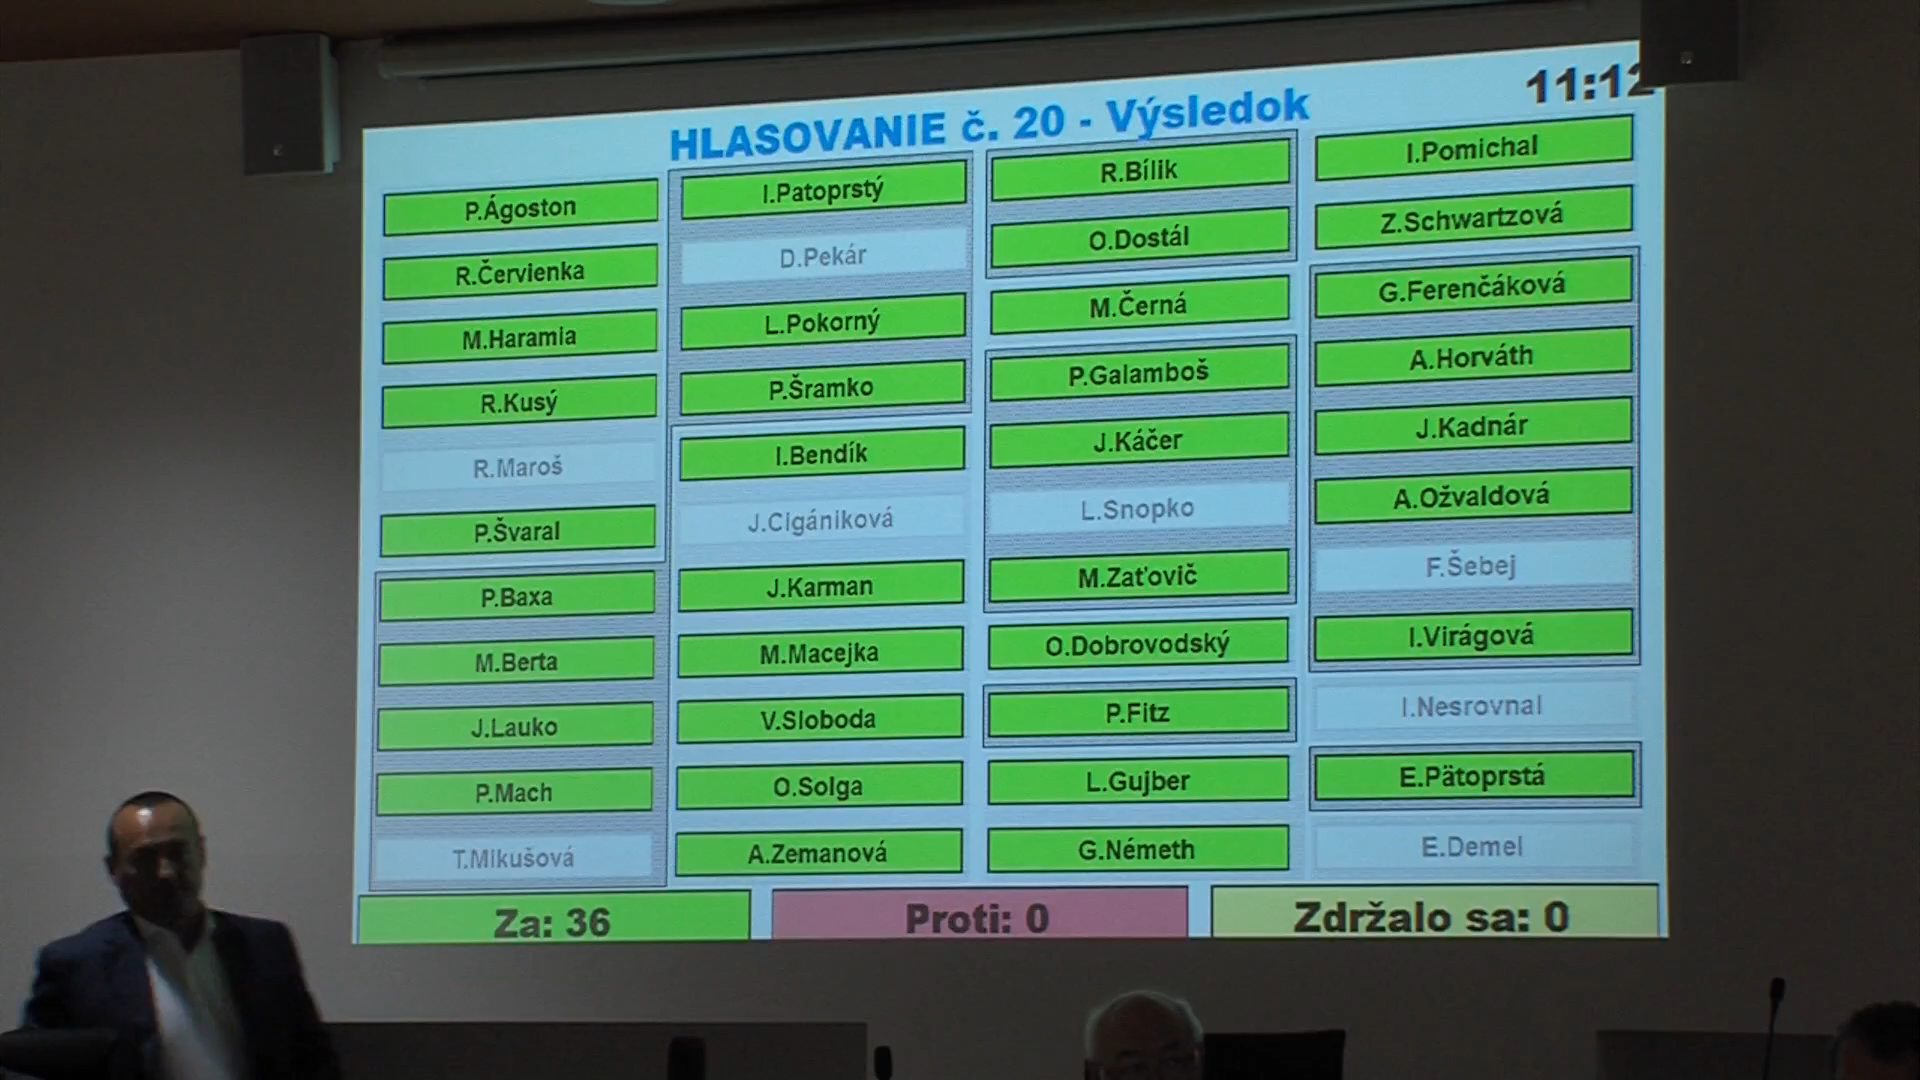 11:12
HLASOVANIE č. 20 - Výsledok
P.Ágoston
R.Červienka
M.Haramia
R.Kusý
R.Maroš
P.Švaral
P.Baxa
M.Berta
J.Lauko
P.Mach
T.Mikušová
I.Patoprstý
D.Pekár
L.Pokorný
P.Šramko
I.Bendík
J.Cigániková
J.Karman
M.Macejka
V.Sloboda
O.Solga
A.Zemanová
R.Bílik
O.Dostál
M.Černá
P.Galamboš
J.Káčer
L.Snopko
M.Zaťovič
O.Dobrovodský
P.Fitz
L.Gujber
G.Németh
I.Pomichal
Z.Schwartzová
G.Ferenčáková
A.Horváth
J.Kadnár
A.Ožvaldová
F.Šebej
I.Virágová
I.Nesrovnal
E.Pätoprstá
E.Demel
Za: 36
Proti: 0
Zdržalo sa: 0